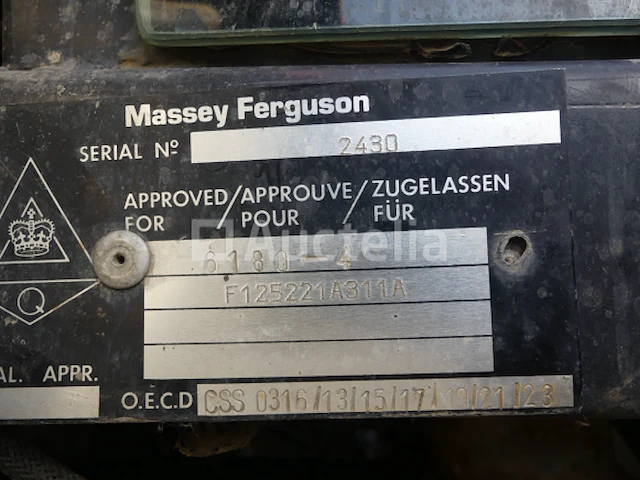 Massey Ferguson
SERIAL Nº 2430
APPROVED/APPROUVE/ZUGELASSEN
FOR / POUR / FÜR
Auctelia
6180-4
F125221A311A
Q
AL. APPR.
O.E.C.D CSS 0316/13/15/17/19/21/23